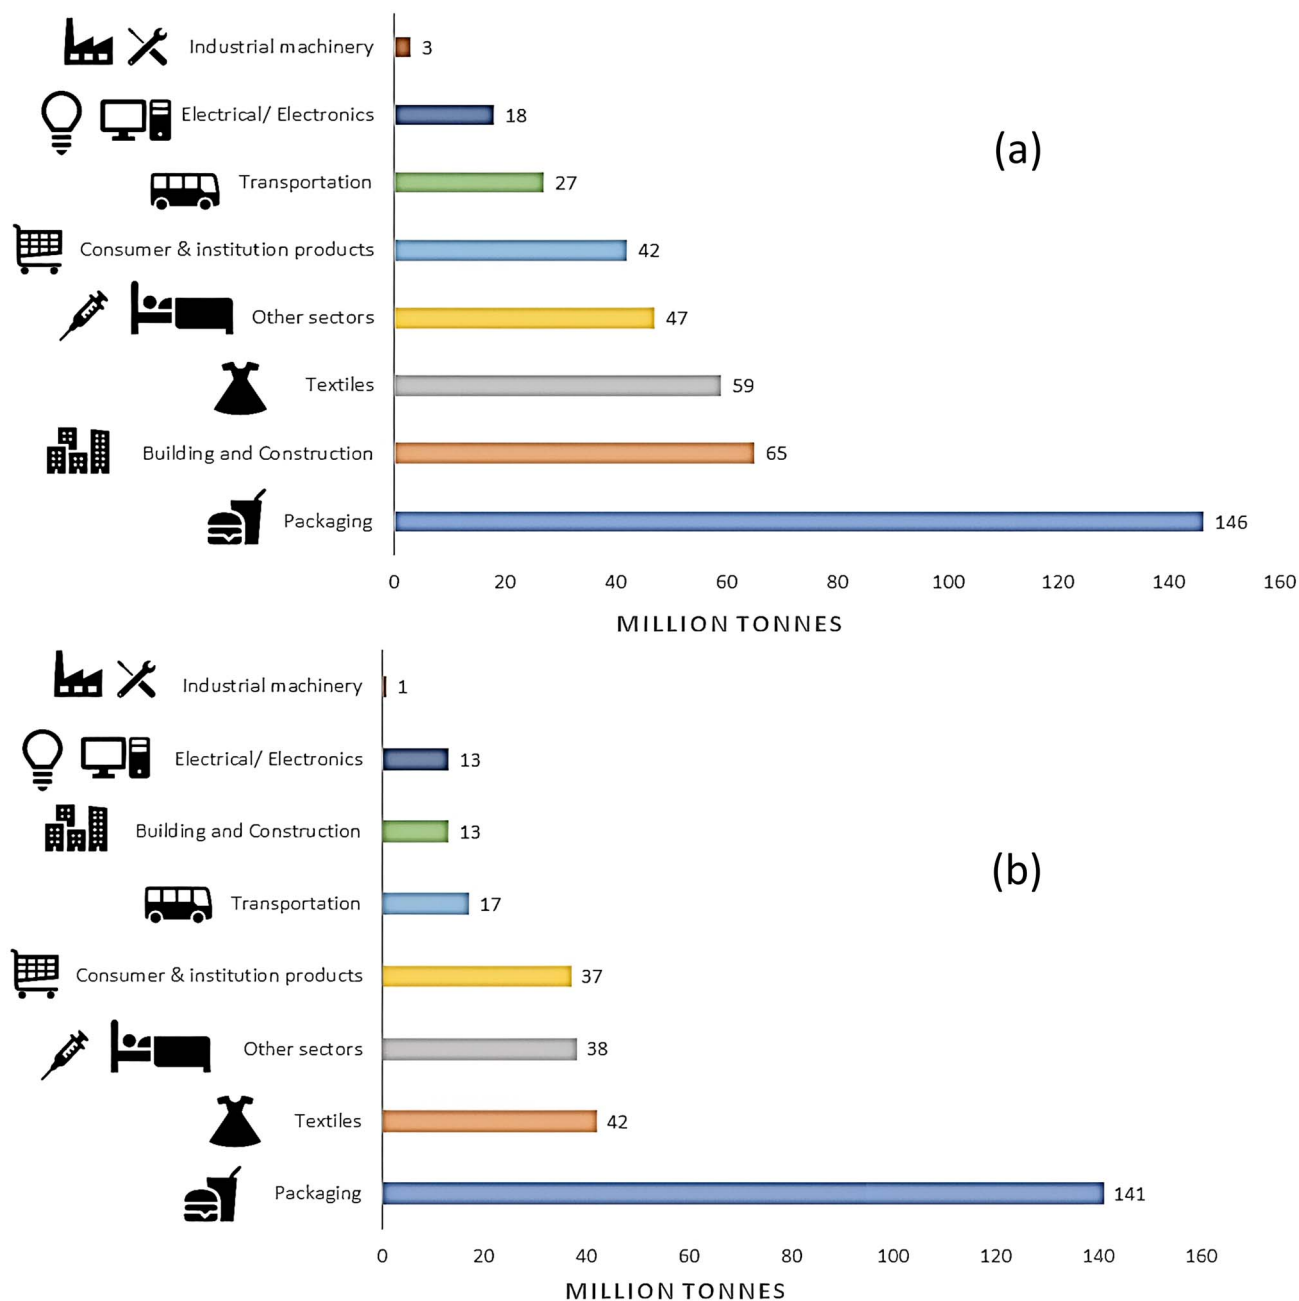 Industrial machinery 3
Electrical/ Electronics 18
(a)
Transportation 27
Consumer & institution products 42
Other sectors 47
Textiles 59
Building and Construction 65
Packaging 146
0 20 40 60 80 100 120 140 160
MILLION TONNES
Industrial machinery 1
Electrical/ Electronics 13
Building and Construction 13
(b)
Transportation 17
Consumer & institution products 37
Other sectors 38
Textiles 42
Packaging 141
0 20 40 60 80 100 120 140 160
MILLION TONNES